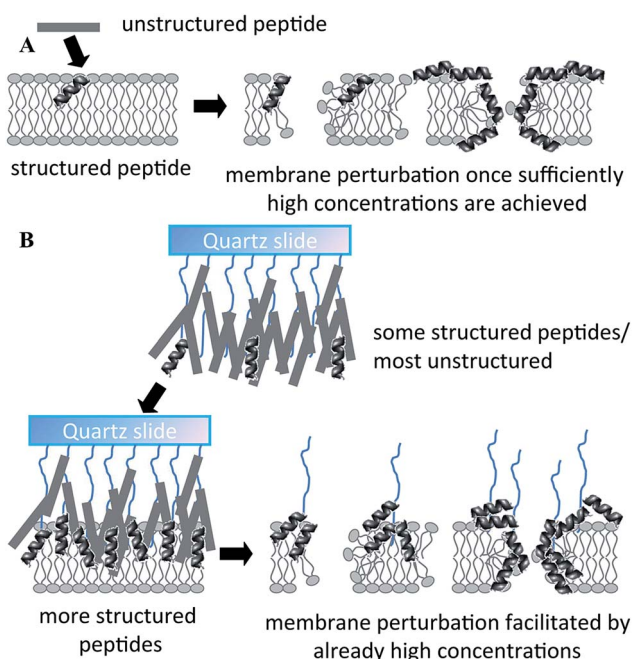 unstructured peptide
A
structured peptide
membrane perturbation once sufficiently
high concentrations are achieved
B
Quartz slide
some structured peptides/
most unstructured
Quartz slide
more structured
peptides
membrane perturbation facilitated by
already high concentrations